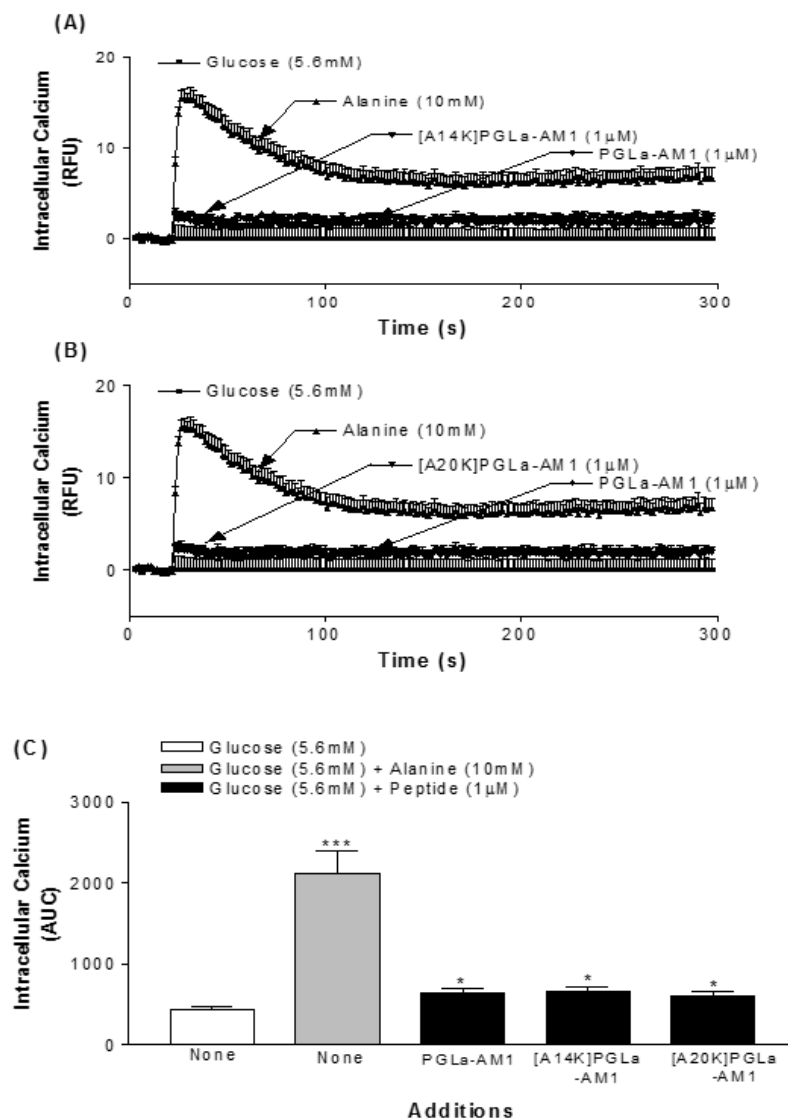 (A)
20
Glucose (5.6mM)
Alanine (10mM)
[A14K]PGLa-AM1 (1μM)
PGLa-AM1 (1μM)
10
0
Intracellular Calcium
(RFU)
0
100
200
300
Time (s)
(B)
20
Glucose (5.6mM)
Alanine (10mM)
[A20K]PGLa-AM1 (1μM)
PGLa-AM1 (1μM)
10
0
Intracellular Calcium
(RFU)
0
100
200
300
Time (s)
(C)
Glucose (5.6mM)
Glucose (5.6mM) + Alanine (10mM)
Glucose (5.6mM) + Peptide (1μM)
3000
2000
1000
0
Intracellular Calcium
(AUC)
***
*
*
*
None
None
PGLa-AM1
[A14K]PGLa
-AM1
[A20K]PGLa
-AM1
Additions